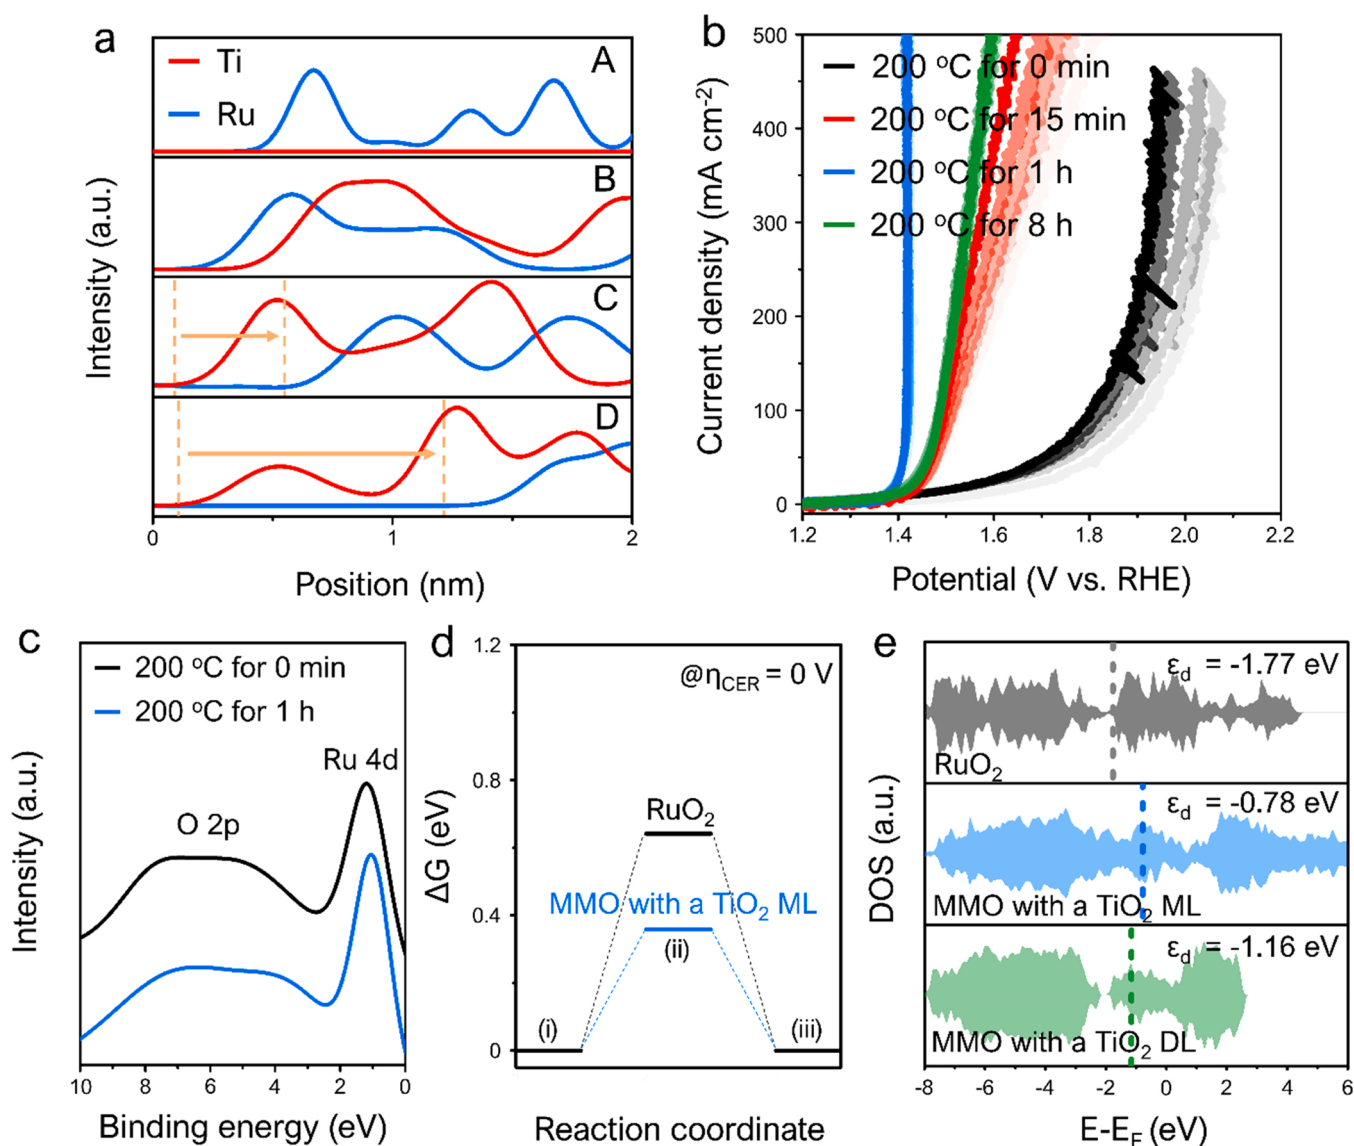 a
Ti
Ru
A
B
C
D
Intensity (a.u.)
0
1
2
Position (nm)
b
500
400
300
200
100
0
200 °C for 0 min
200 °C for 15 min
200 °C for 1 h
200 °C for 8 h
Current density (mA cm⁻²)
1.2
1.4
1.6
1.8
2.0
2.2
Potential (V vs. RHE)
c
200 °C for 0 min
200 °C for 1 h
Ru 4d
O 2p
Intensity (a.u.)
10
8
6
4
2
0
Binding energy (eV)
d
1.2
0.8
0.4
0
@η_CER = 0 V
RuO₂
MMO with a TiO₂ ML
(i)
(ii)
(iii)
ΔG (eV)
Reaction coordinate
e
ε_d = -1.77 eV
RuO₂
ε_d = -0.78 eV
MMO with a TiO₂ ML
ε_d = -1.16 eV
MMO with a TiO₂ DL
DOS (a.u.)
-8
-6
-4
-2
0
2
4
6
E-E_F (eV)